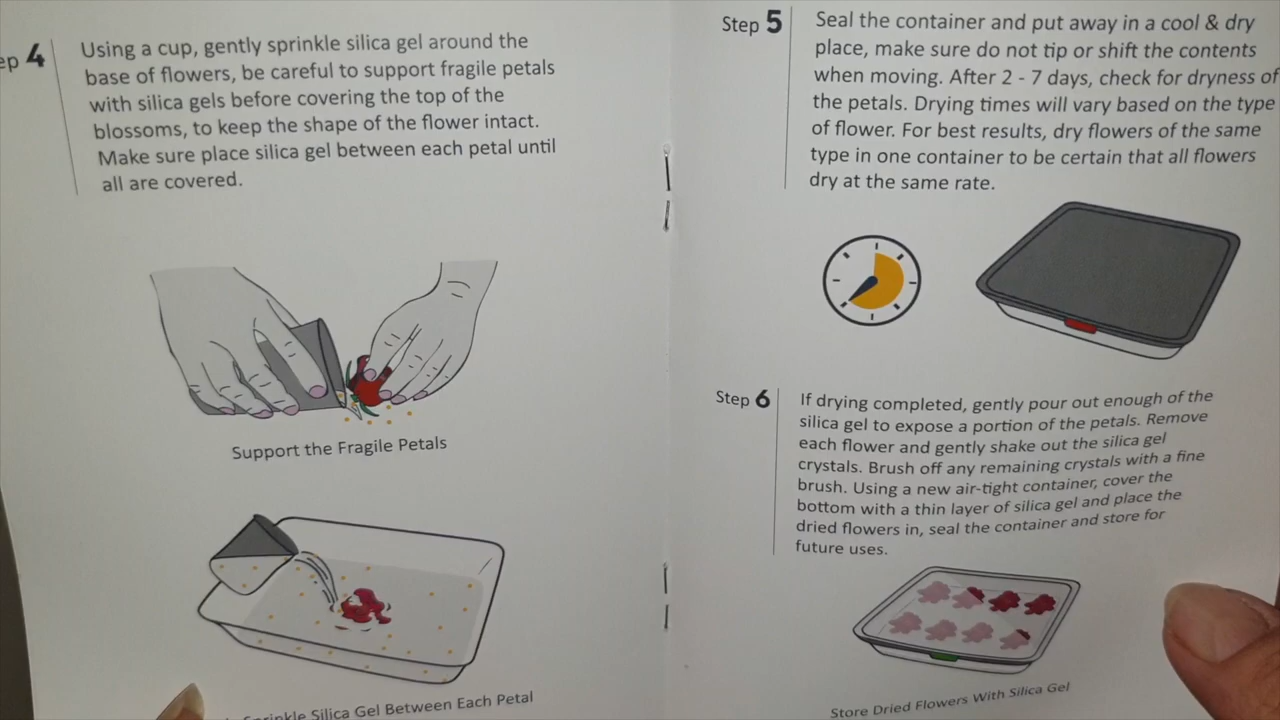 4
Using a cup, gently sprinkle silica gel around the
base of flowers, be careful to support fragile petals
with silica gels before covering the top of the
blossoms, to keep the shape of the flower intact.
Make sure place silica gel between each petal until
all are covered.
Support the Fragile Petals
Silica Gel Between Each Petal
Step 5
Seal the container and put away in a cool & dry
place, make sure do not tip or shift the contents
when moving. After 2 - 7 days, check for dryness of
the petals. Drying times will vary based on the type
of flower. For best results, dry flowers of the same
type in one container to be certain that all flowers
dry at the same rate.
Step 6
If drying completed, gently pour out enough of the
silica gel to expose a portion of the petals. Remove
each flower and gently shake out the silica gel
crystals. Brush off any remaining crystals with a fine
brush. Using a new air-tight container, cover the
bottom with a thin layer of silica gel and place the
dried flowers in, seal the container and store for
future uses.
Store Dried Flowers With Silica Gel